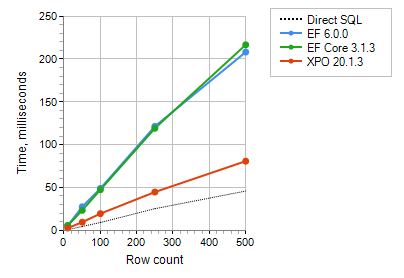 250
200
150
100
50
0
Time, milliseconds
0 100 200 300 400 500
Row count
Direct SQL
EF 6.0.0
EF Core 3.1.3
XPO 20.1.3